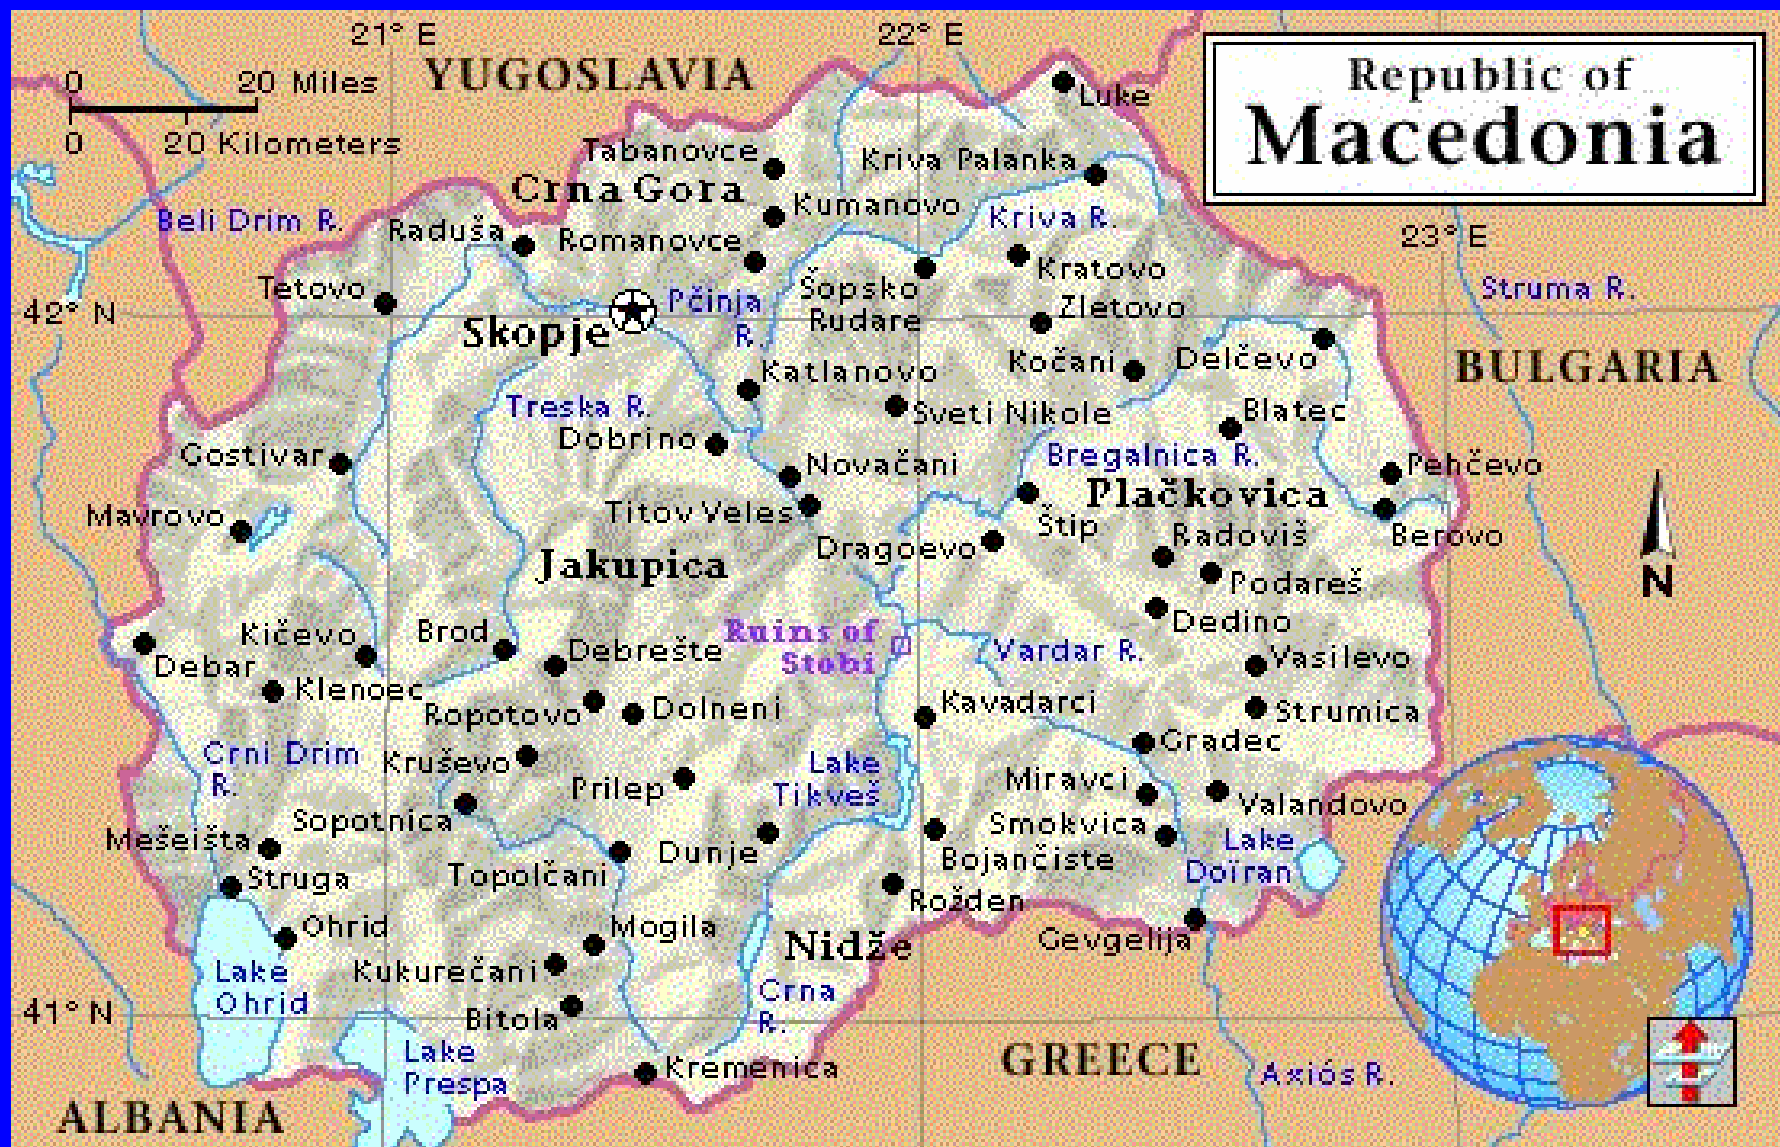 21° E
22° E
0 20 Miles
YUGOSLAVIA
Republic of
Macedonia
Luke
0 20 Kilometers
Tabanovce
Kriva Palanka
Crna Gora
Kumanovo
Beli Drim R.
Kriva R.
Raduša
Romanovce
23° E
Kratovo
Tetovo
Pčinja
R.
Šopsko
Rudare
Struma R.
42° N
Zletovo
Skopje
Kočani
Delčevo
BULGARIA
Katlanovo
Treska R.
Sveti Nikole
Blatec
Dobrino
Gostivar
Novačani
Bregalnica R.
Pehčevo
Plačkovica
Mavrovo
Titov Veles
Štip
Berovo
Dragoevo
Radoviš
Jakupica
Podareš
N
Dedino
Kičevo
Brod
Ruins of
Stobi
Debrešte
Vardar R.
Vasilevo
Debar
Klenoec
Kavadarci
Ropotovo
Dolneni
Strumica
Crni Drim
R.
Kruševo
Gradec
Lake
Tikveš
Prilep
Miravci
Valandovo
Sopotnica
Smokvica
Mešeišta
Dunje
Bojančiste
Lake
Doïran
Struga
Topolčani
Rožden
Ohrid
Mogila
Nidže
Gevgelija
Lake
Ohrid
Kukurečani
Crna
R.
41° N
Bitola
Lake
Prespa
Kremenica
GREECE
Axiós R.
ALBANIA